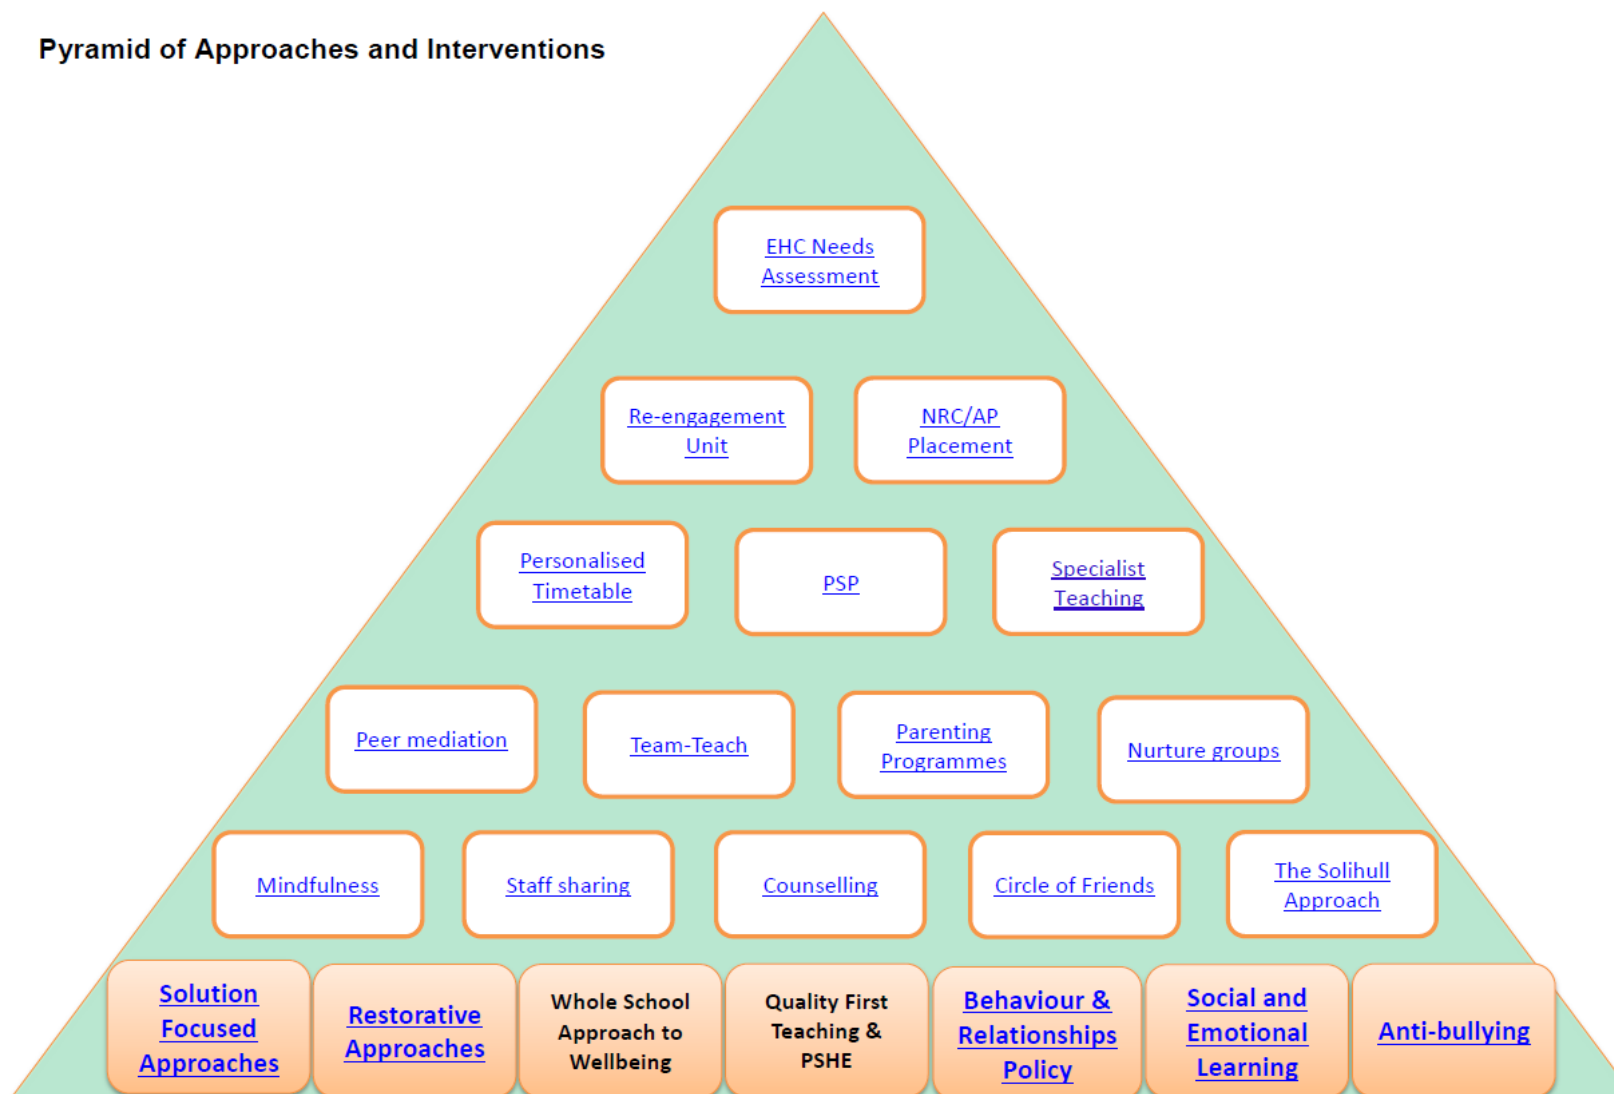 Pyramid of Approaches and Interventions
EHC Needs
Assessment
Re-engagement
Unit
NRC/AP
Placement
Personalised
Timetable
PSP
Specialist
Teaching
Peer mediation
Team-Teach
Parenting
Programmes
Nurture groups
Mindfulness
Staff sharing
Counselling
Circle of Friends
The Solihull
Approach
Solution
Focused
Approaches
Restorative
Approaches
Whole School
Approach to
Wellbeing
Quality First
Teaching &
PSHE
Behaviour &
Relationships
Policy
Social and
Emotional
Learning
Anti-bullying